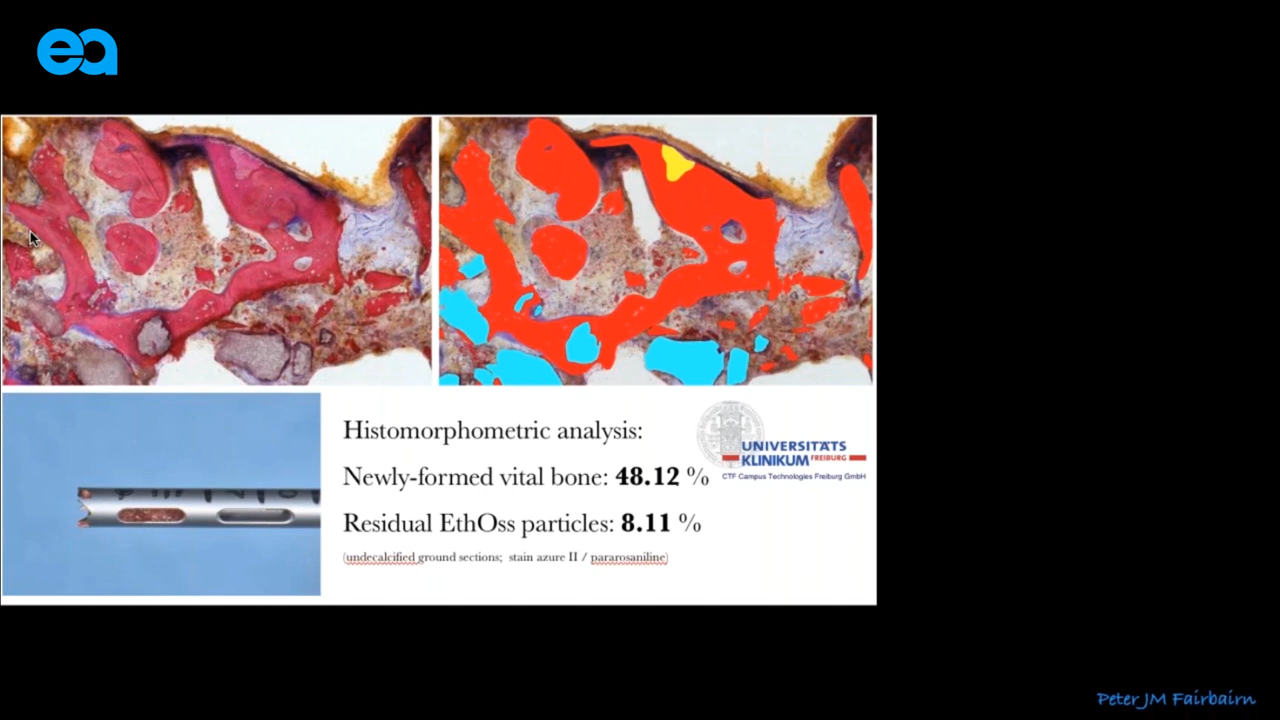 ea
Histomorphometric analysis:
Newly-formed vital bone: 48.12 %
Residual EthOss particles: 8.11 %
(undecalcified ground sections; stain azure II / pararosaniline)
UNIVERSITÄTS
KLINIKUM FREIBURG
CTF Campus Technologies Freiburg GmbH
Peter JM Fairbairn